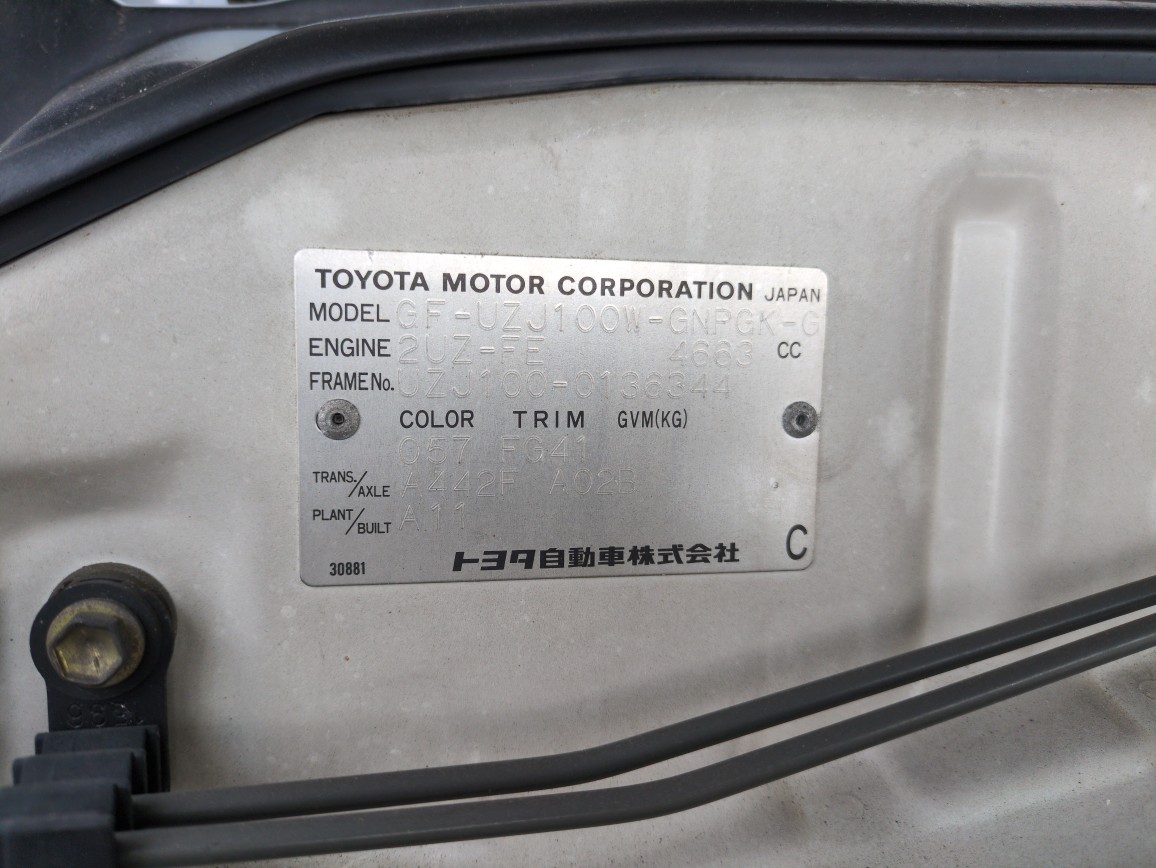 TOYOTA MOTOR CORPORATION JAPAN
MODEL GF-UZJ100W-GNPGK-G
ENGINE 2UZ-FE 4663 CC
FRAME No. UZJ100-0136344
COLOR TRIM GVM(KG)
057 FG41
TRANS./AXLE A442F A02B
PLANT/BUILT A11
30881 トヨタ自動車株式会社 C